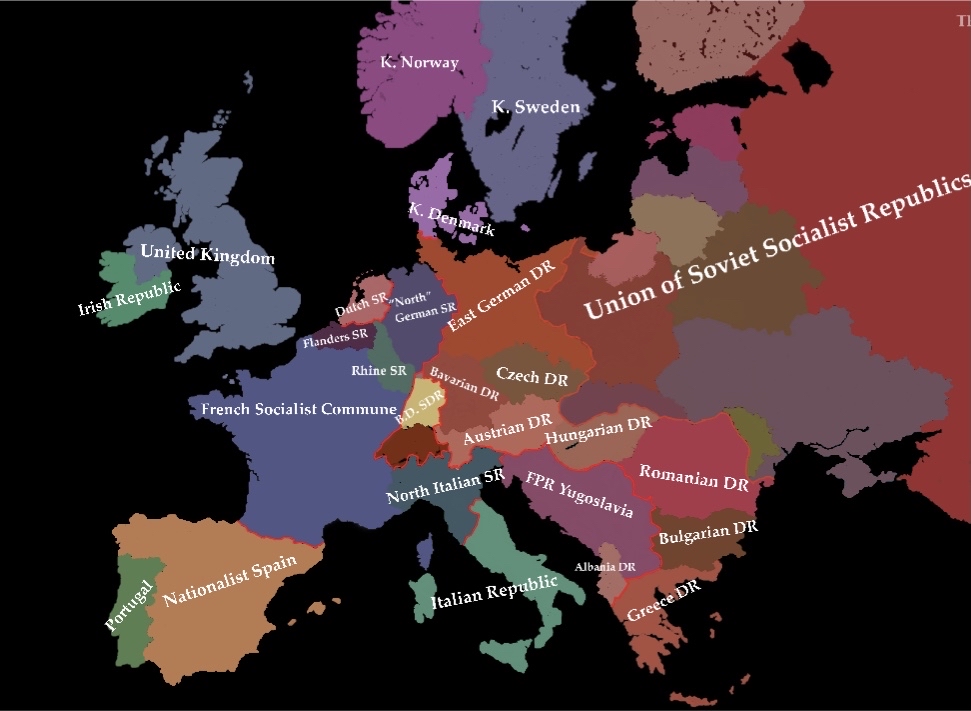 Tl
K. Norway
K. Sweden
K. Denmark
United Kingdom
Irish Republic
Union of Soviet Socialist Republics
Dutch SR
"North"
German SR
East German DR
Flanders SR
Rhine SR
Bavarian DR
Czech DR
French Socialist Commune
B.D. SDR
Austrian DR
Hungarian DR
North Italian SR
FPR Yugoslavia
Romanian DR
Bulgarian DR
Nationalist Spain
Portugal
Italian Republic
Albania DR
Greece DR